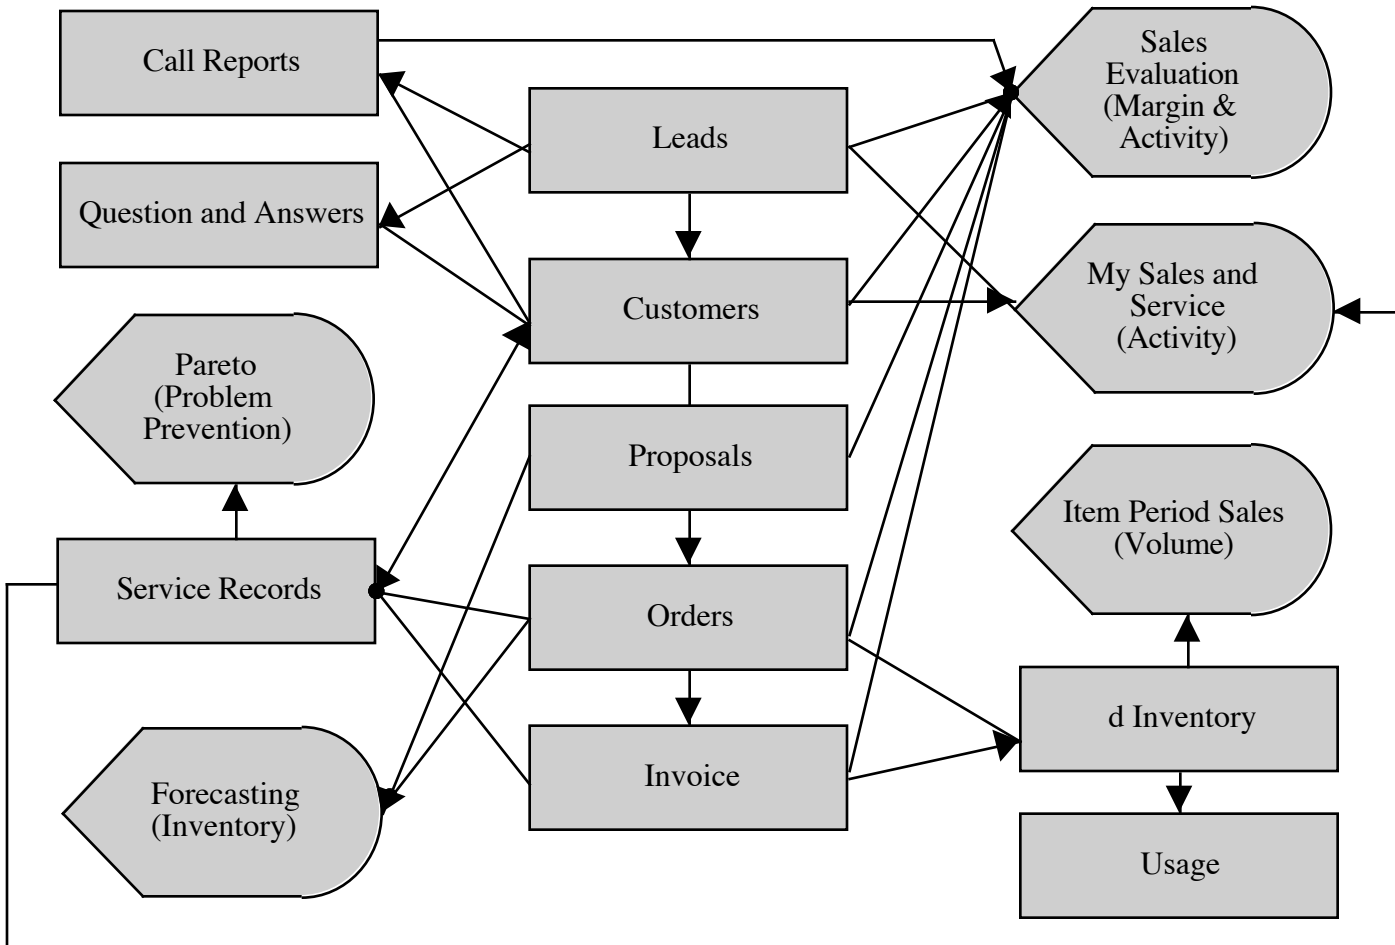 Call Reports
Sales
Evaluation
(Margin &
Activity)
Leads
Question and Answers
My Sales and
Service
(Activity)
Customers
Pareto
(Problem
Prevention)
Proposals
Item Period Sales
(Volume)
Service Records
Orders
d Inventory
Forecasting
(Inventory)
Invoice
Usage